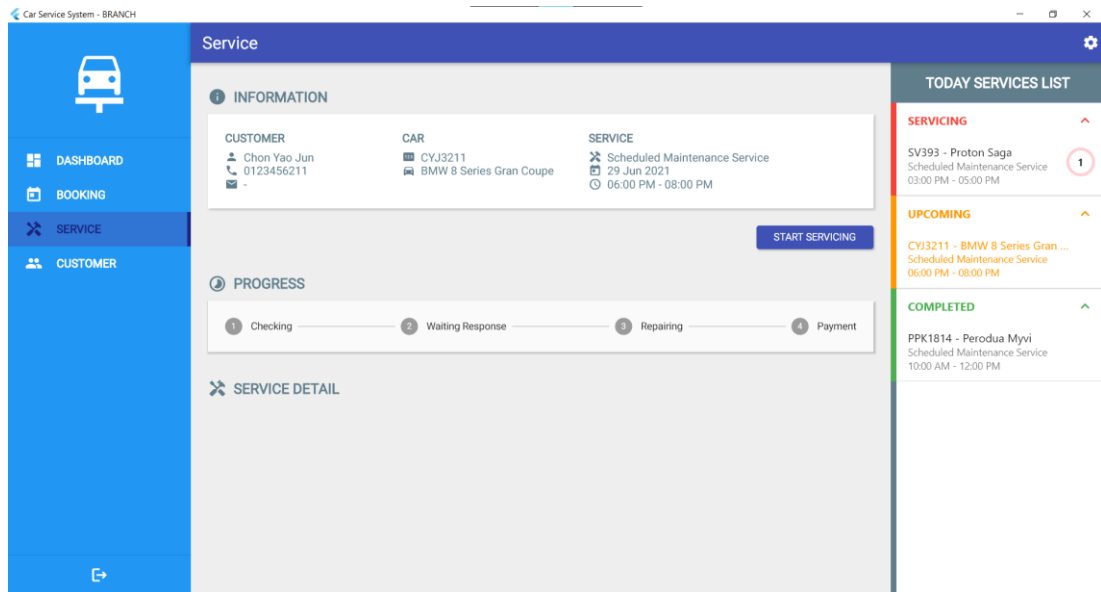 Car Service System - BRANCH
Service
DASHBOARD
BOOKING
SERVICE
CUSTOMER
INFORMATION
CUSTOMER
Chon Yao Jun
0123456211
-
CAR
CYJ3211
BMW 8 Series Gran Coupe
SERVICE
Scheduled Maintenance Service
29 Jun 2021
06:00 PM - 08:00 PM
START SERVICING
PROGRESS
1 Checking
2 Waiting Response
3 Repairing
4 Payment
SERVICE DETAIL
TODAY SERVICES LIST
SERVICING
SV393 - Proton Saga
Scheduled Maintenance Service
03:00 PM - 05:00 PM
1
UPCOMING
CYJ3211 - BMW 8 Series Gran ...
Scheduled Maintenance Service
06:00 PM - 08:00 PM
COMPLETED
PPK1814 - Perodua Myvi
Scheduled Maintenance Service
10:00 AM - 12:00 PM